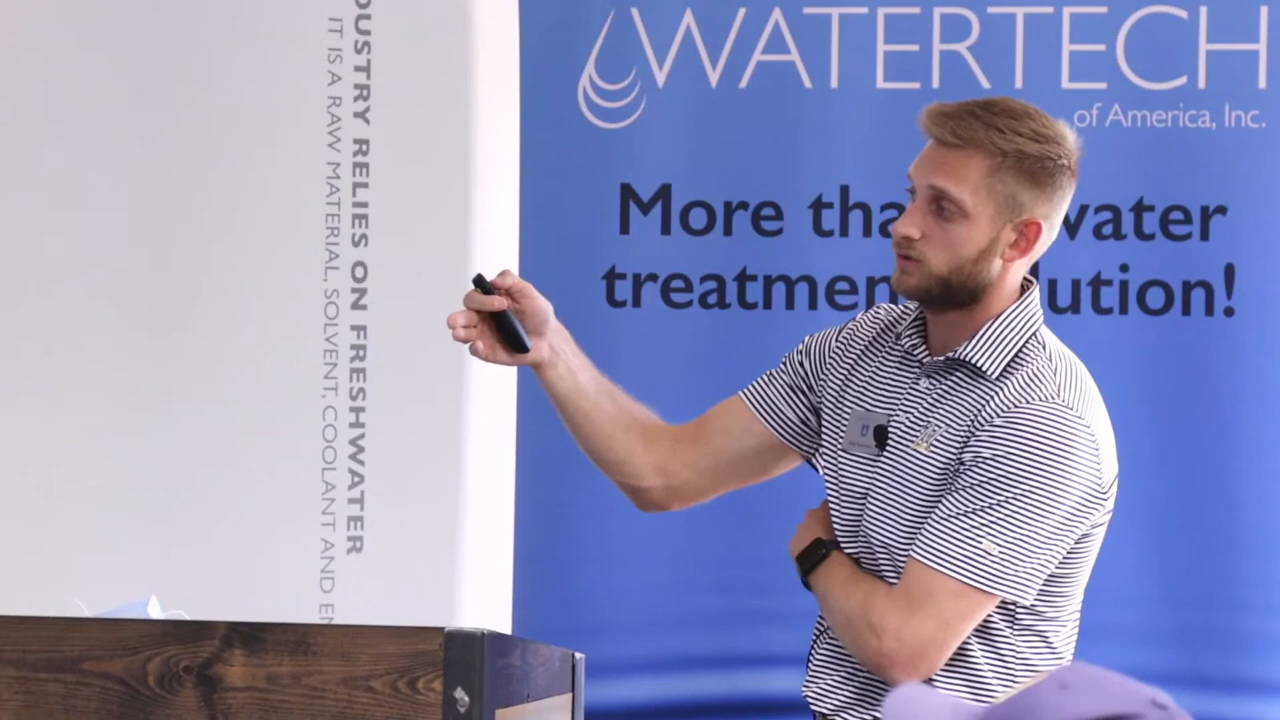 WATERTECH
of America, Inc.
More tha water
treatmen lution!
DUSTRY RELIES ON FRESHWATER
IT IS A RAW MATERIAL, SOLVENT, COOLANT AND EN